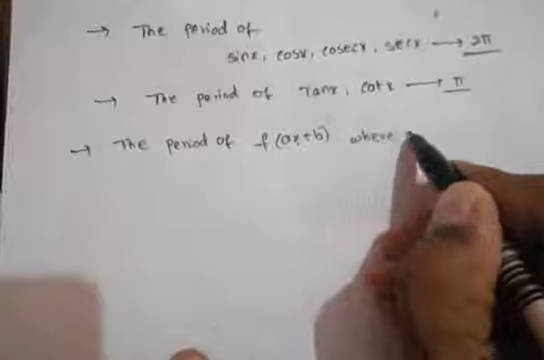 → The period of
sinx, cosx, cosecx, secx → 2π
→ The period of Tanx, cotx → π
→ The period of f(ax+b) where